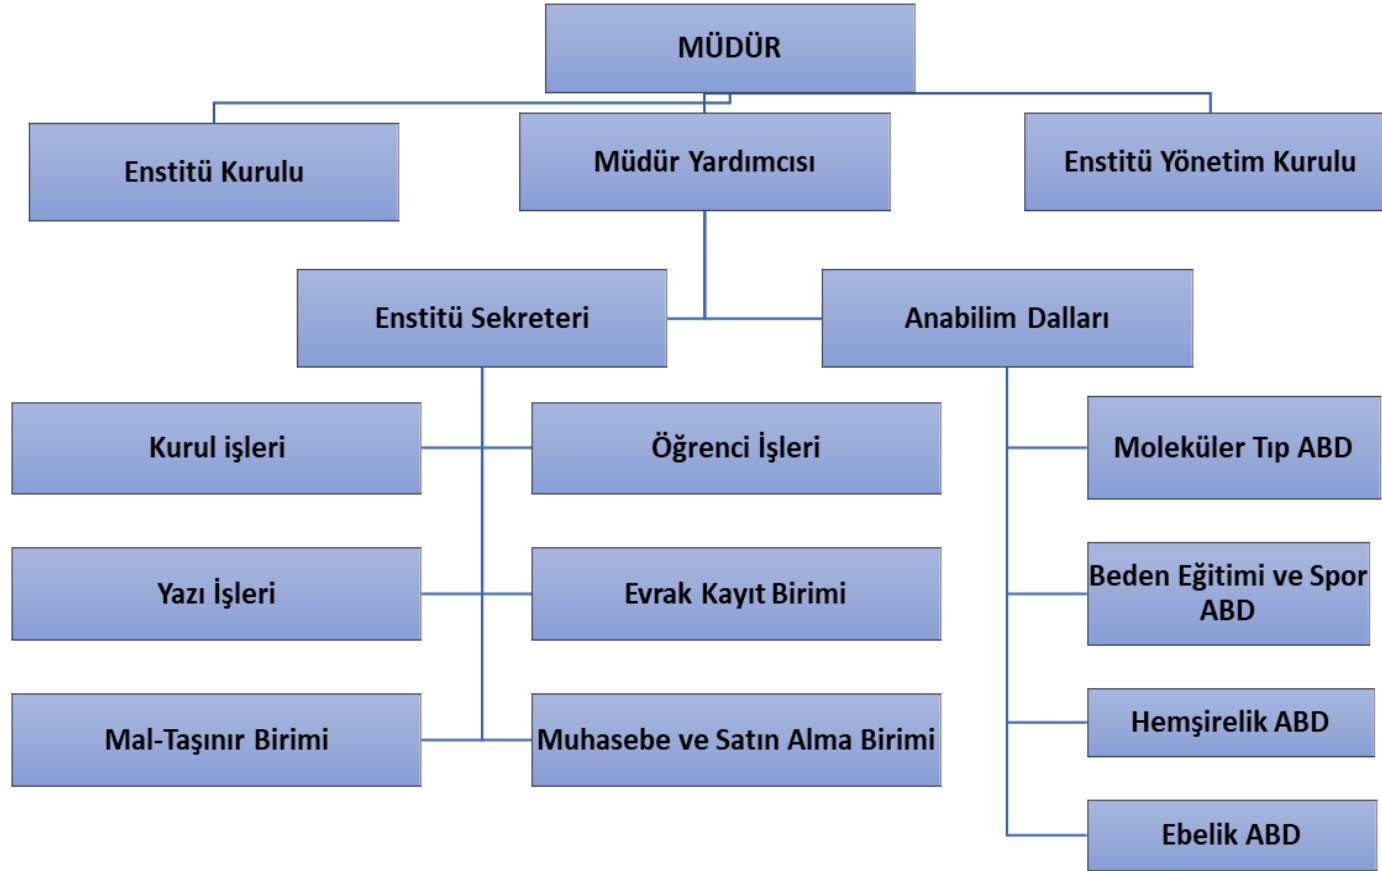 MÜDÜR
Enstitü Kurulu
Müdür Yardımcısı
Enstitü Yönetim Kurulu
Enstitü Sekreteri
Anabilim Dalları
Kurul işleri
Öğrenci İşleri
Moleküler Tıp ABD
Yazı İşleri
Evrak Kayıt Birimi
Beden Eğitimi ve Spor
ABD
Mal-Taşınır Birimi
Muhasebe ve Satın Alma Birimi
Hemşirelik ABD
Ebelik ABD